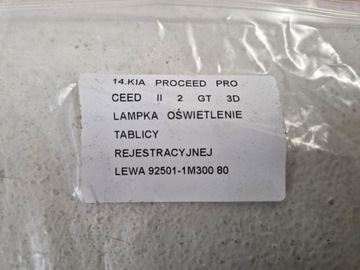 14.KIA PROCEED PRO
CEED II 2 GT 3D
LAMPKA OŚWIETLENIE
TABLICY
REJESTRACYJNEJ
LEWA 92501-1M300 80